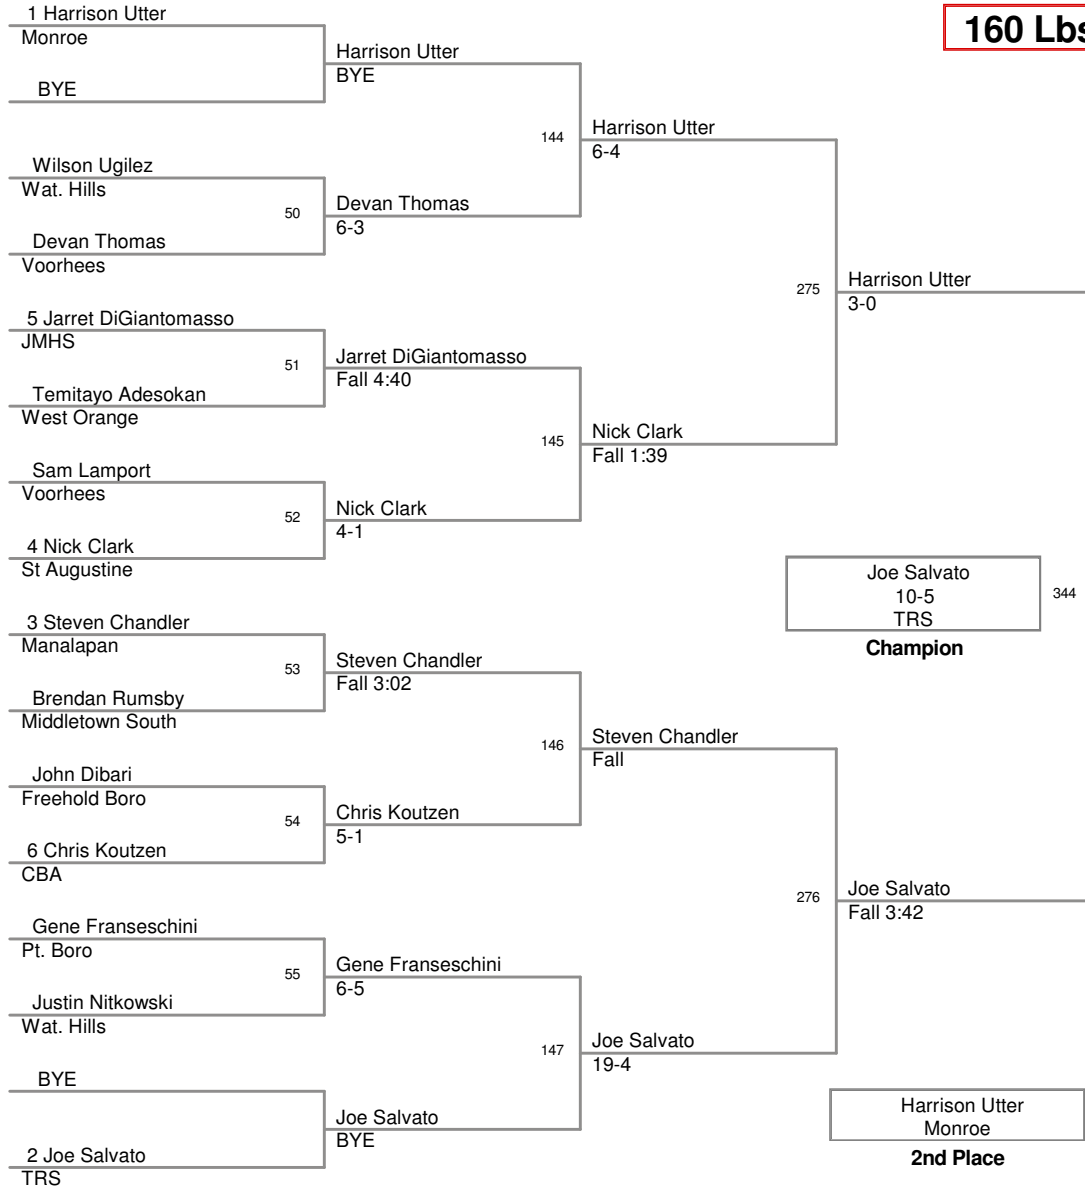 1 Harrison Utter
Monroe
BYE
Wilson Ugilez
Wat. Hills
50
Devan Thomas
Voorhees
5 Jarret DiGiantomasso
JMHS
51
Temitayo Adesokan
West Orange
Sam Lamport
Voorhees
52
4 Nick Clark
St Augustine
3 Steven Chandler
Manalapan
53
Brendan Rumsby
Middletown South
John Dibari
Freehold Boro
54
6 Chris Koutzen
CBA
Gene Franseschini
Pt. Boro
55
Justin Nitkowski
Wat. Hills
BYE
2 Joe Salvato
TRS
Harrison Utter
BYE
144
Devan Thomas
6-3
Jarret DiGiantomasso
Fall 4:40
145
Nick Clark
4-1
Steven Chandler
Fall 3:02
146
Chris Koutzen
5-1
Gene Franseschini
6-5
147
Joe Salvato
BYE
Harrison Utter
6-4
275
Nick Clark
Fall 1:39
Steven Chandler
Fall
276
Joe Salvato
19-4
160 Lbs
Harrison Utter
3-0
Joe Salvato
10-5
TRS
344
Champion
Joe Salvato
Fall 3:42
Harrison Utter
Monroe
2nd Place